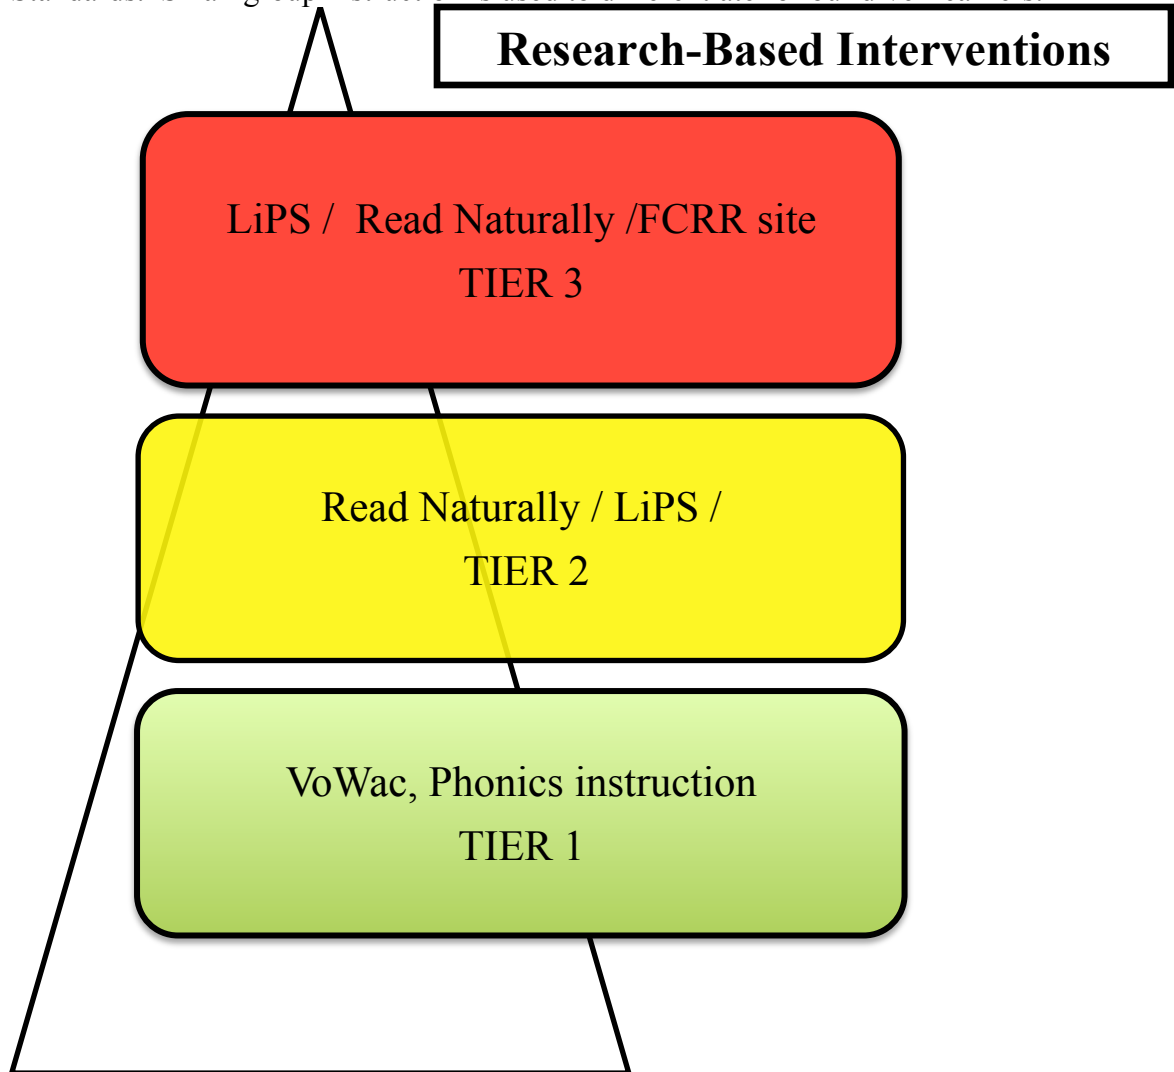 Research-Based Interventions
LiPS / Read Naturally /FCRR site
TIER 3
Read Naturally / LiPS /
TIER 2
VoWac, Phonics instruction
TIER 1